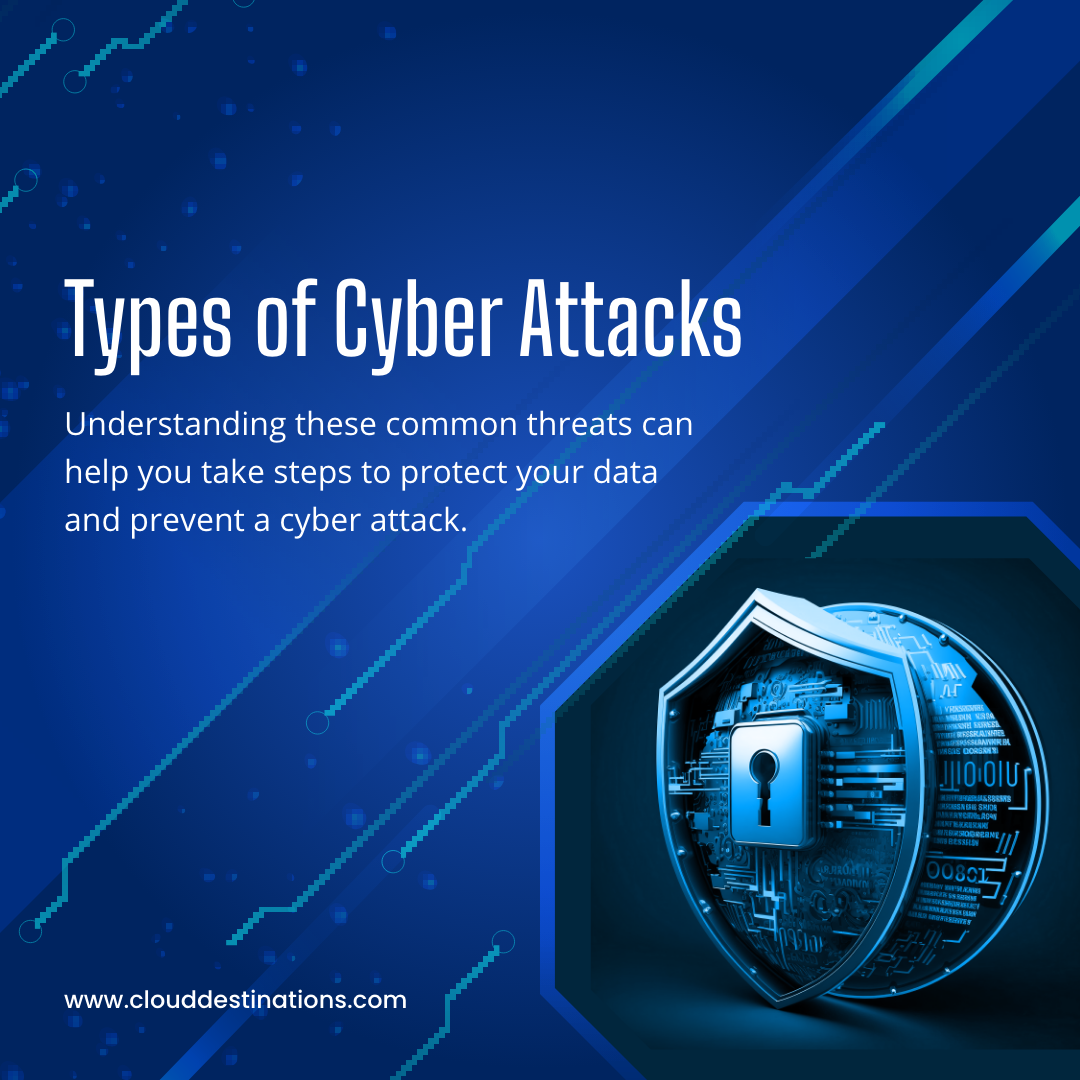 Types of Cyber Attacks
Understanding these common threats can
help you take steps to protect your data
and prevent a cyber attack.
www.clouddestinations.com